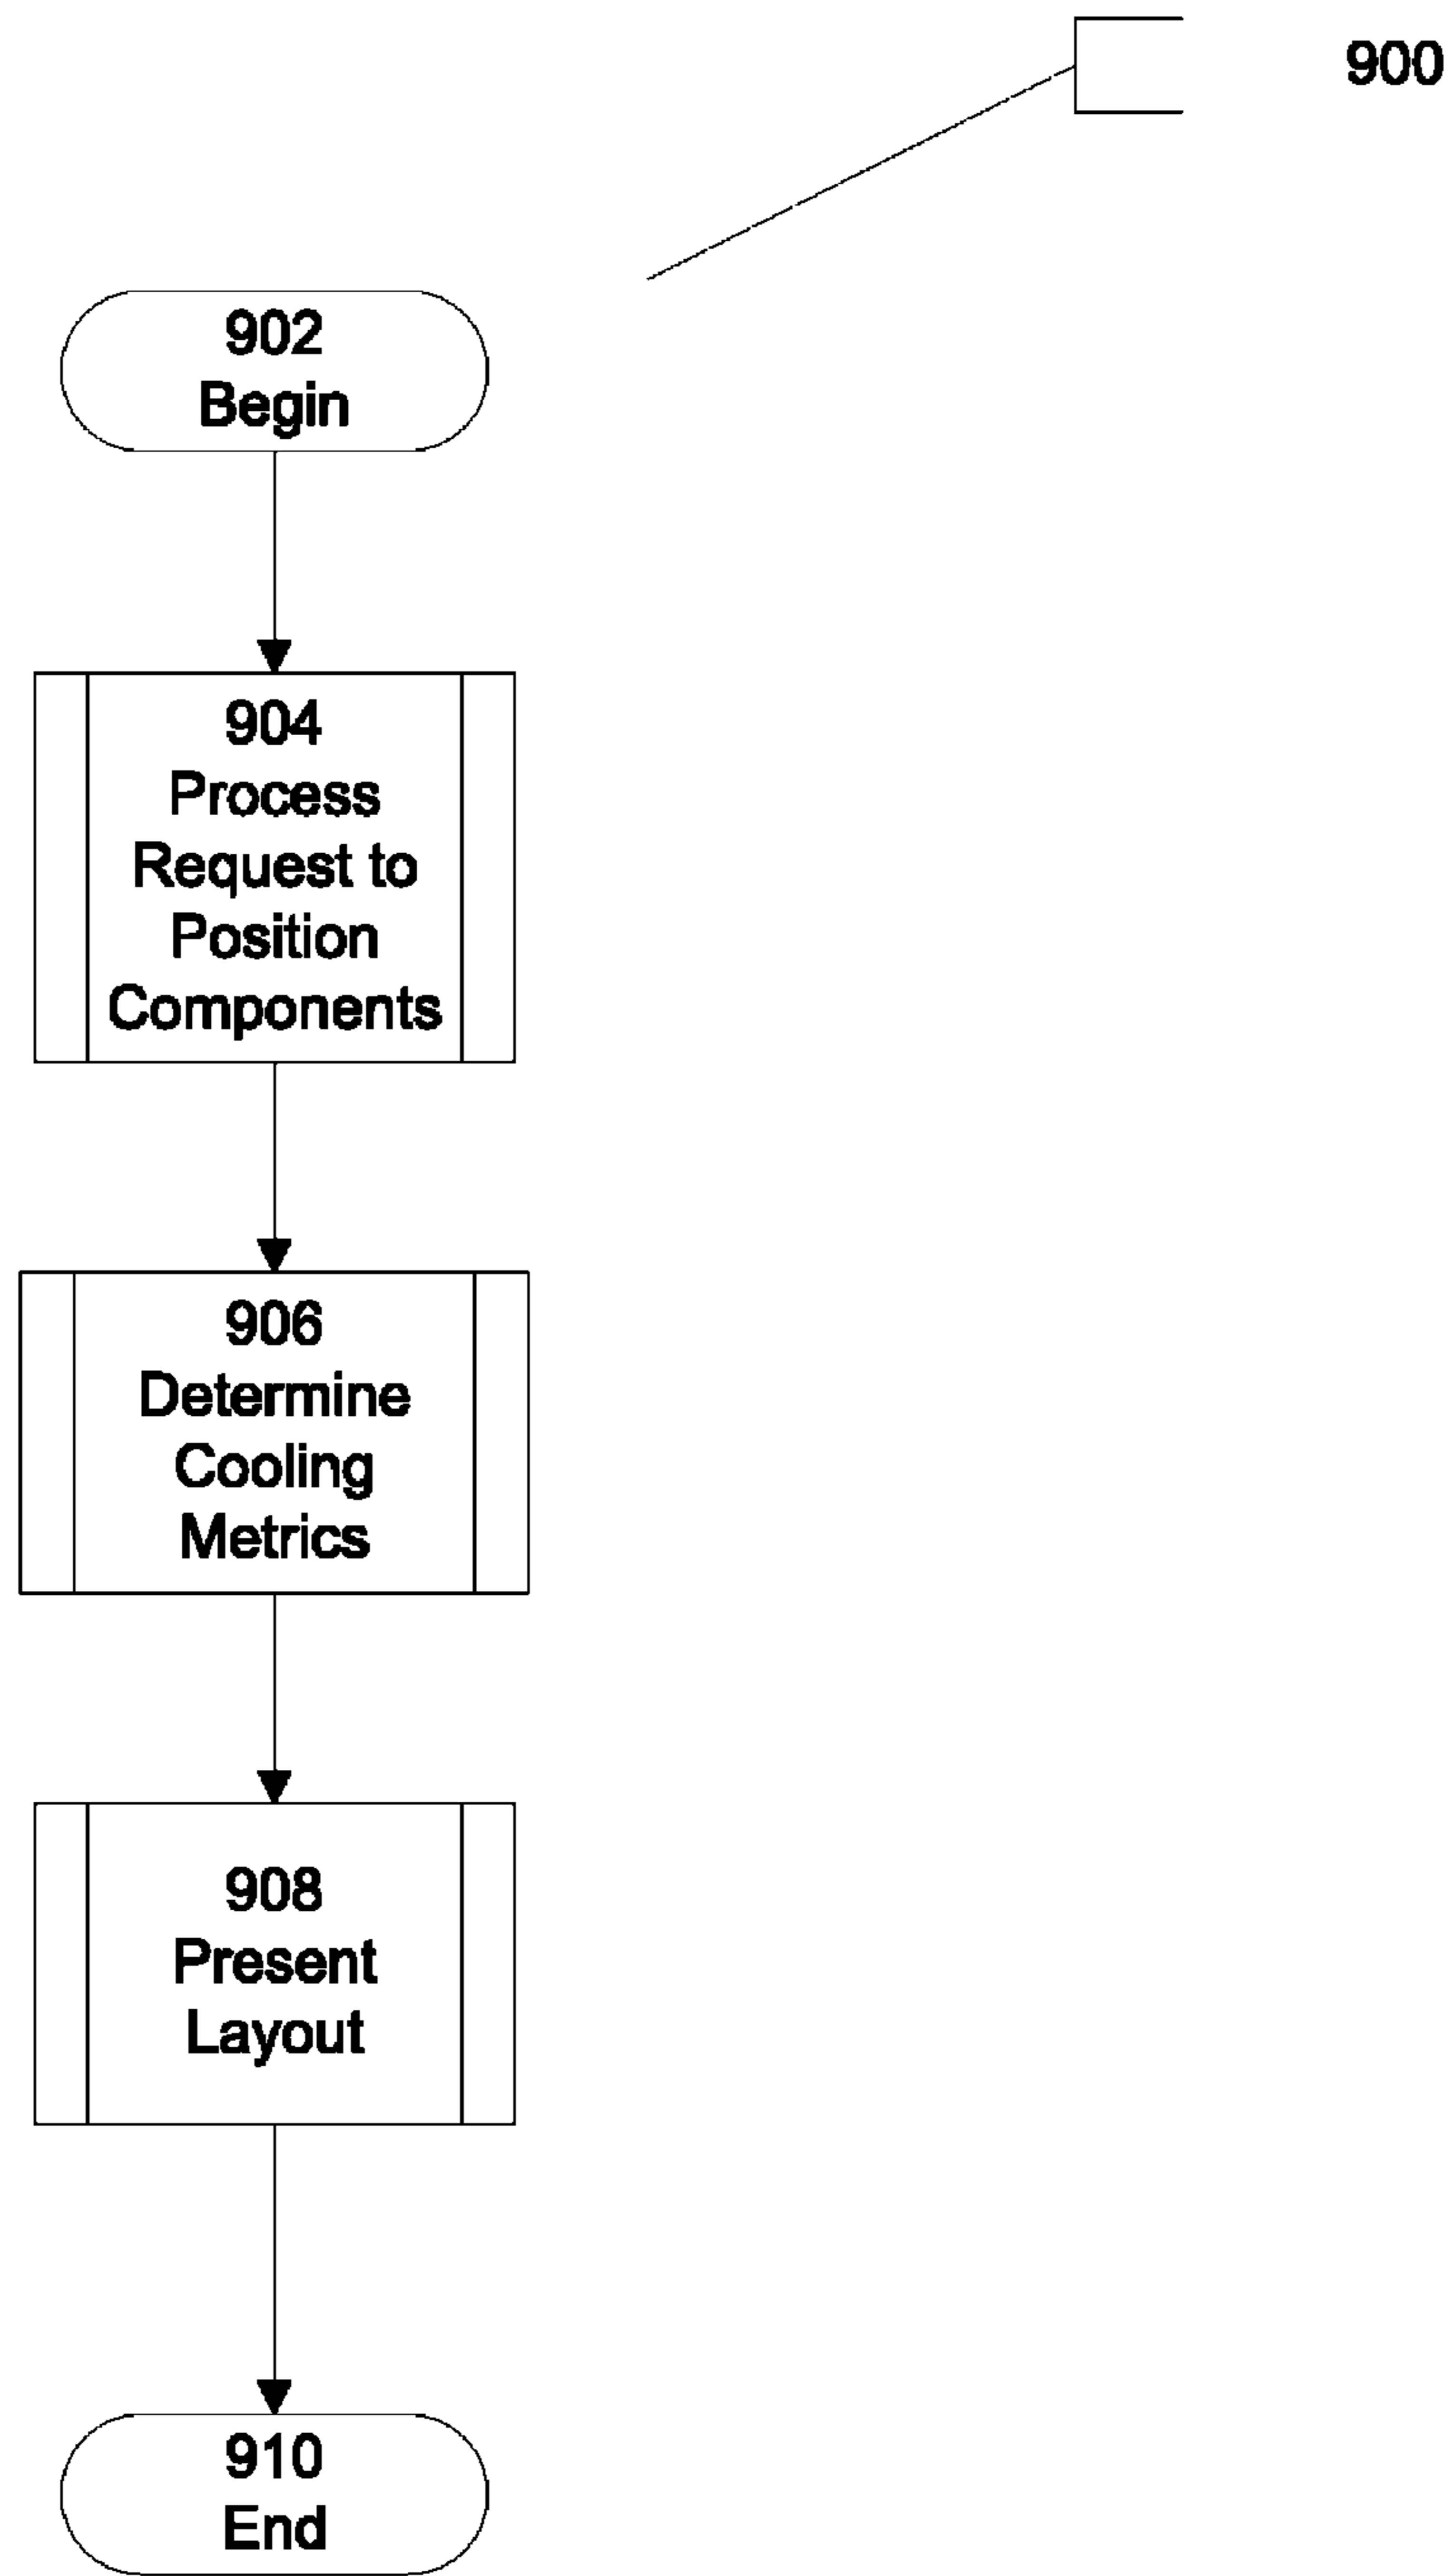 900
902
Begin
904
Process
Request to
Position
Components
906
Determine
Cooling
Metrics
908
Present
Layout
910
End